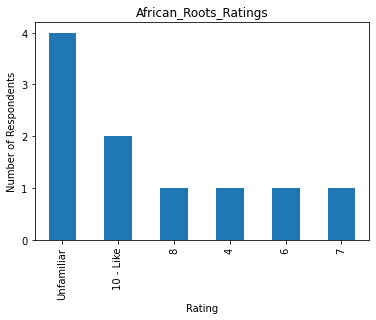 African_Roots_Ratings
Number of Respondents
4
3
2
1
0
Unfamiliar
10 - Like
8
4
6
7
Rating